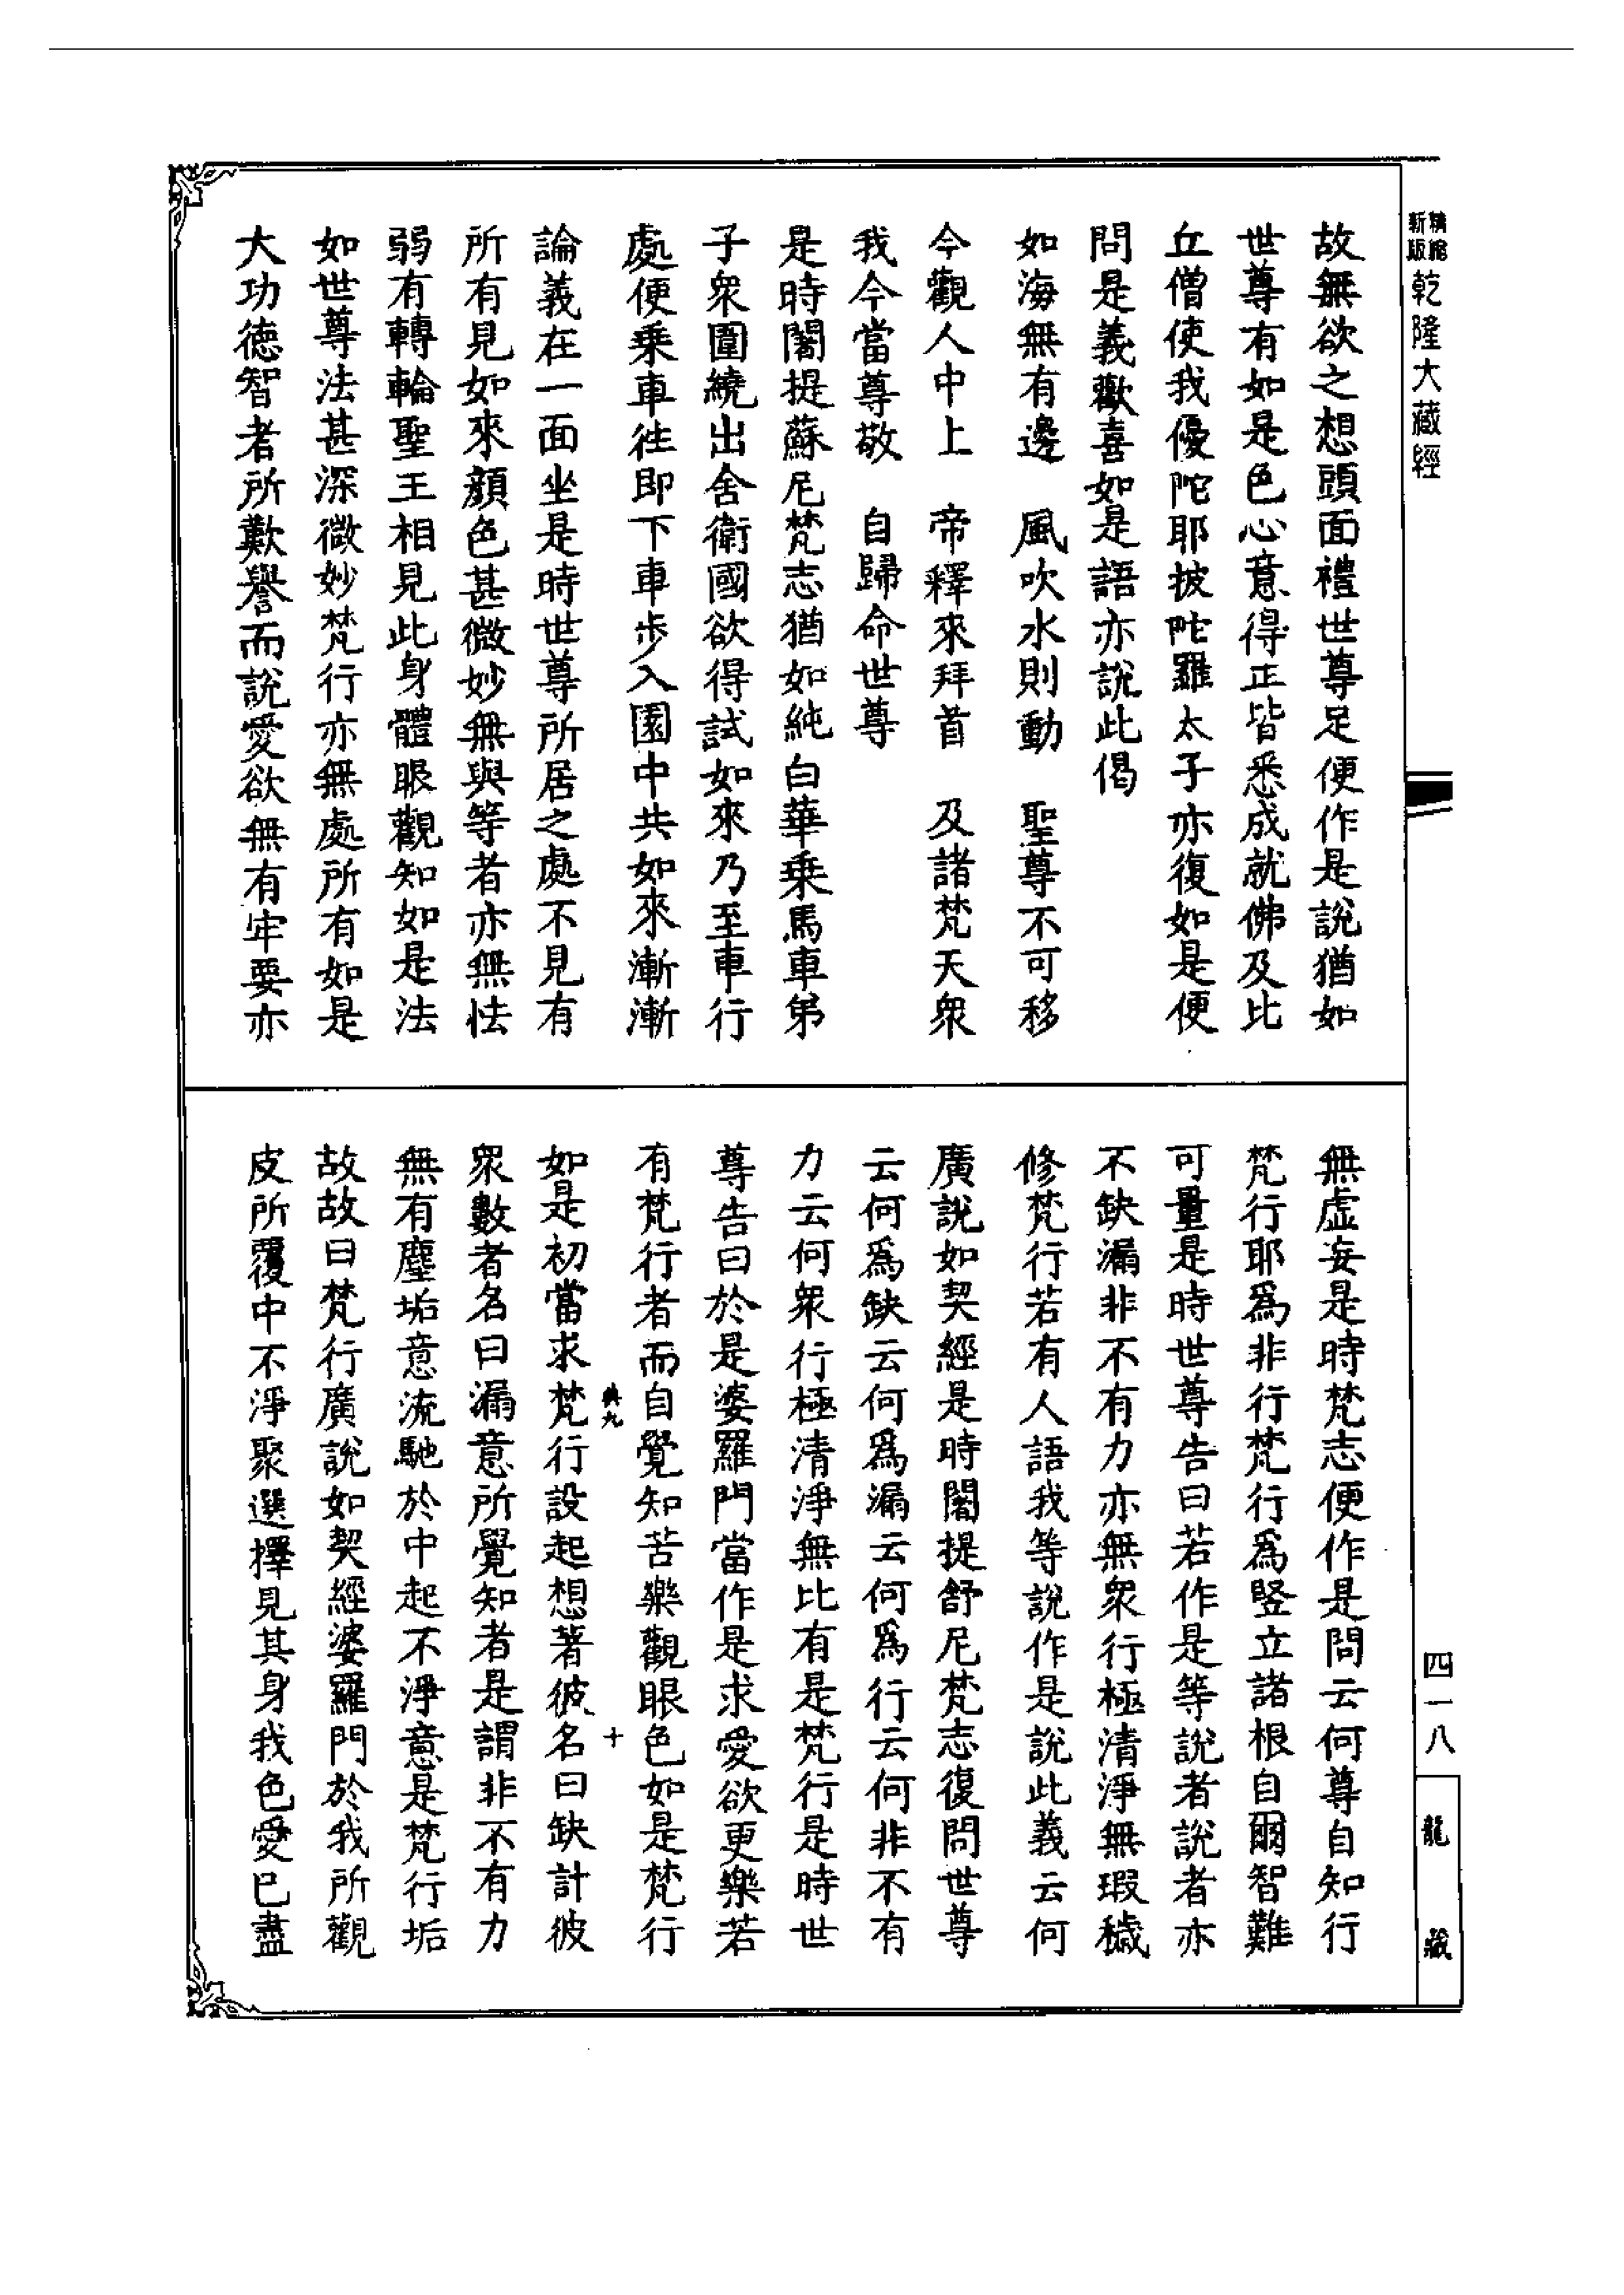 精縮新版乾隆大藏經
故無欲之想頭面禮世尊足便作是說猶如
世尊有如是色心意得正皆悉成就佛及比
丘僧使我優陀耶披陀羅太子亦復如是便
問是義歡喜如是語亦說此偈
如海無有邊　風吹水則動　聖尊不可移
今觀人中上　帝釋來拜首　及諸梵天衆
我今當尊敬　自歸命世尊
是時闍提蘇尼梵志猶如純白華乗馬車弟
子衆圍繞出舍衛國欲得試如來乃至車行
處便乗車徃即下車步入園中共如來漸漸
論義在一面坐是時世尊所居之處不見有
所有見如來顏色甚微妙無與等者亦無怯
弱有轉輪聖王相見此身體眼觀知如是法
如世尊法甚深微妙梵行亦無處所有如是
大功德智者所歎譽而說愛欲無有牢要亦
無虛妄是時梵志便作是問云何尊自知行
梵行耶爲非行梵行爲竪立諸根自爾智難
可量是時世尊告曰若作是等說者說者亦
不缺漏非不有力亦無衆行極清淨無瑕穢
修梵行若有人語我等說作是說此義云何
廣說如契經是時闍提舒尼梵志復問世尊
云何爲缺云何爲漏云何爲行云何非不有
力云何衆行極清淨無比有是梵行是時世
尊告曰於是婆羅門當作是求愛欲更樂若
有梵行者而自覺知苦樂觀眼色如是梵行
典九　十
如是初當求梵行設起想著彼名曰缺計彼
衆數者名曰漏意所覺知者是謂非不有力
無有塵垢意流馳於中起不淨意是梵行垢
故故曰梵行廣說如契經婆羅門於我所觀
皮所覆中不淨聚選擇見其身我色愛已盡
四一八
龍藏